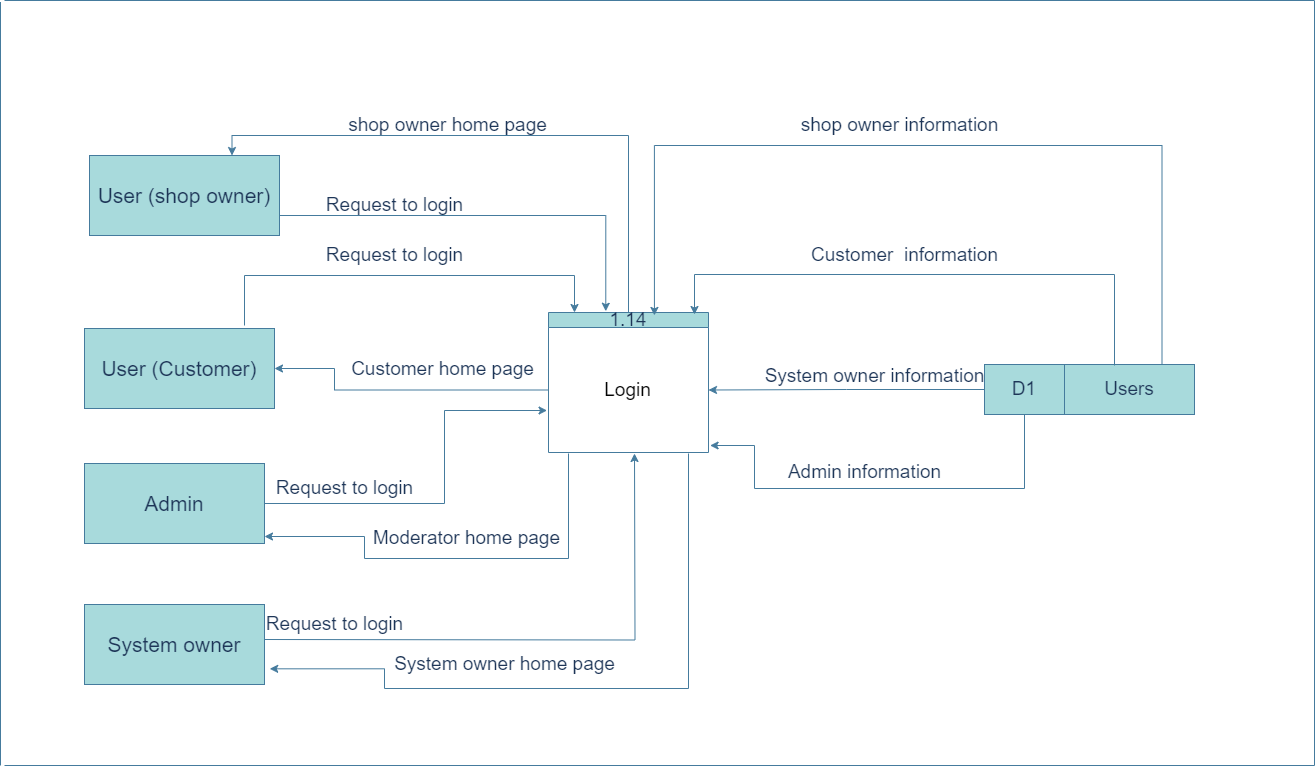 shop owner home page
shop owner information
User (shop owner)
Request to login
Request to login
Customer  information
1.14
User (Customer)
Customer home page
Login
System owner information
D1
Users
Admin
Request to login
Admin information
Moderator home page
System owner
Request to login
System owner home page